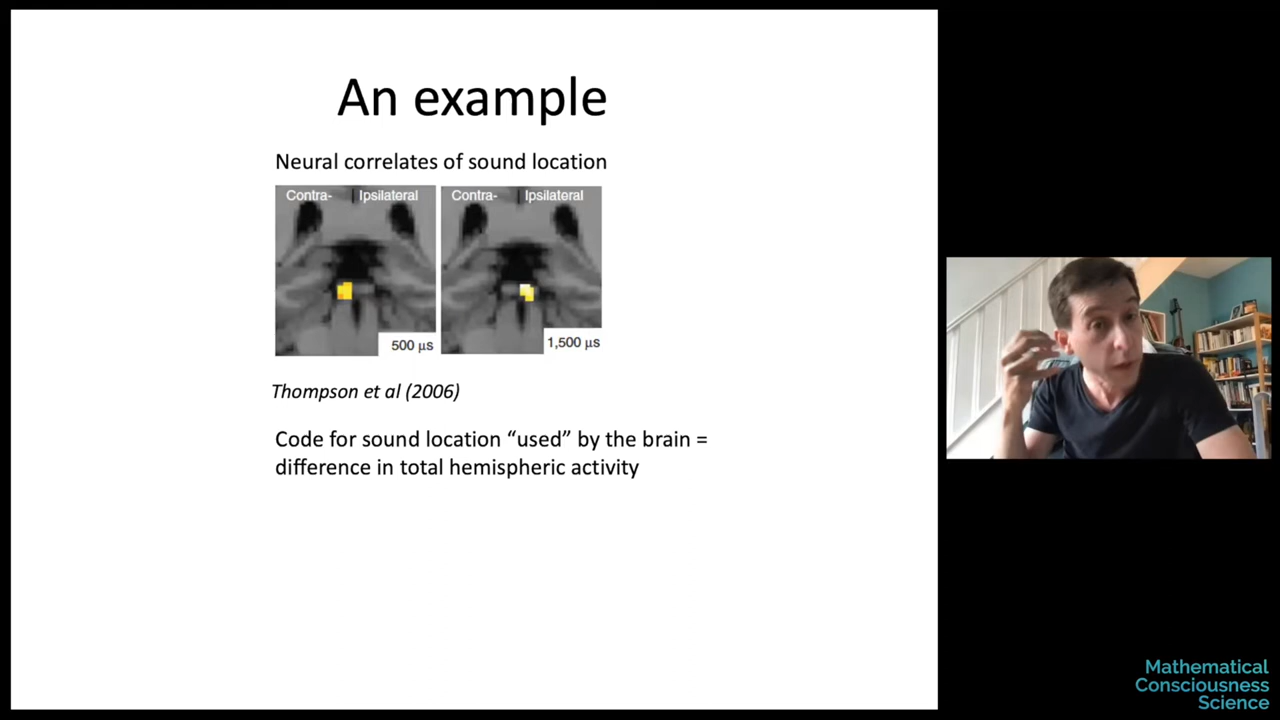 An example
Neural correlates of sound location
Contra- Ipsilateral
Contra- Ipsilateral
500 µs
1,500 µs
Thompson et al (2006)
Code for sound location “used” by the brain =
difference in total hemispheric activity
Mathematical
Consciousness
Science